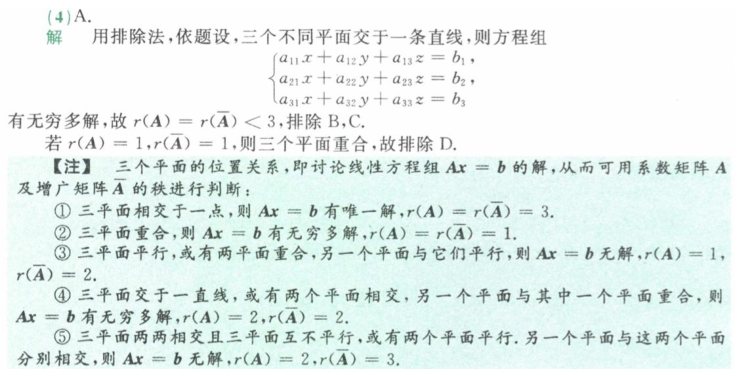 (4)A.
解 用排除法,依题设,三个不同平面交于一条直线,则方程组
a₁₁x + a₁₂y + a₁₃z = b₁,
a₂₁x + a₂₂y + a₂₃z = b₂,
a₃₁x + a₃₂y + a₃₃z = b₃
有无穷多解,故 r(A) = r(A̅) < 3,排除 B,C.
若 r(A) = 1,r(A̅) = 1,则三个平面重合,故排除 D.
【注】 三个平面的位置关系,即讨论线性方程组 Ax = b 的解,从而可用系数矩阵 A
及增广矩阵 A̅ 的秩进行判断:
① 三平面相交于一点,则 Ax = b 有唯一解,r(A) = r(A̅) = 3.
② 三平面重合,则 Ax = b 有无穷多解,r(A) = r(A̅) = 1.
③ 三平面平行,或有两平面重合,另一个平面与它们平行,则 Ax = b 无解,r(A) = 1,
r(A̅) = 2.
④ 三平面交于一直线,或有两个平面相交,另一个平面与其中一个平面重合,则
Ax = b 有无穷多解,r(A) = 2,r(A̅) = 2.
⑤ 三平面两两相交且三平面互不平行,或有两个平面平行.另一个平面与这两个平面
分别相交,则 Ax = b 无解,r(A) = 2,r(A̅) = 3.